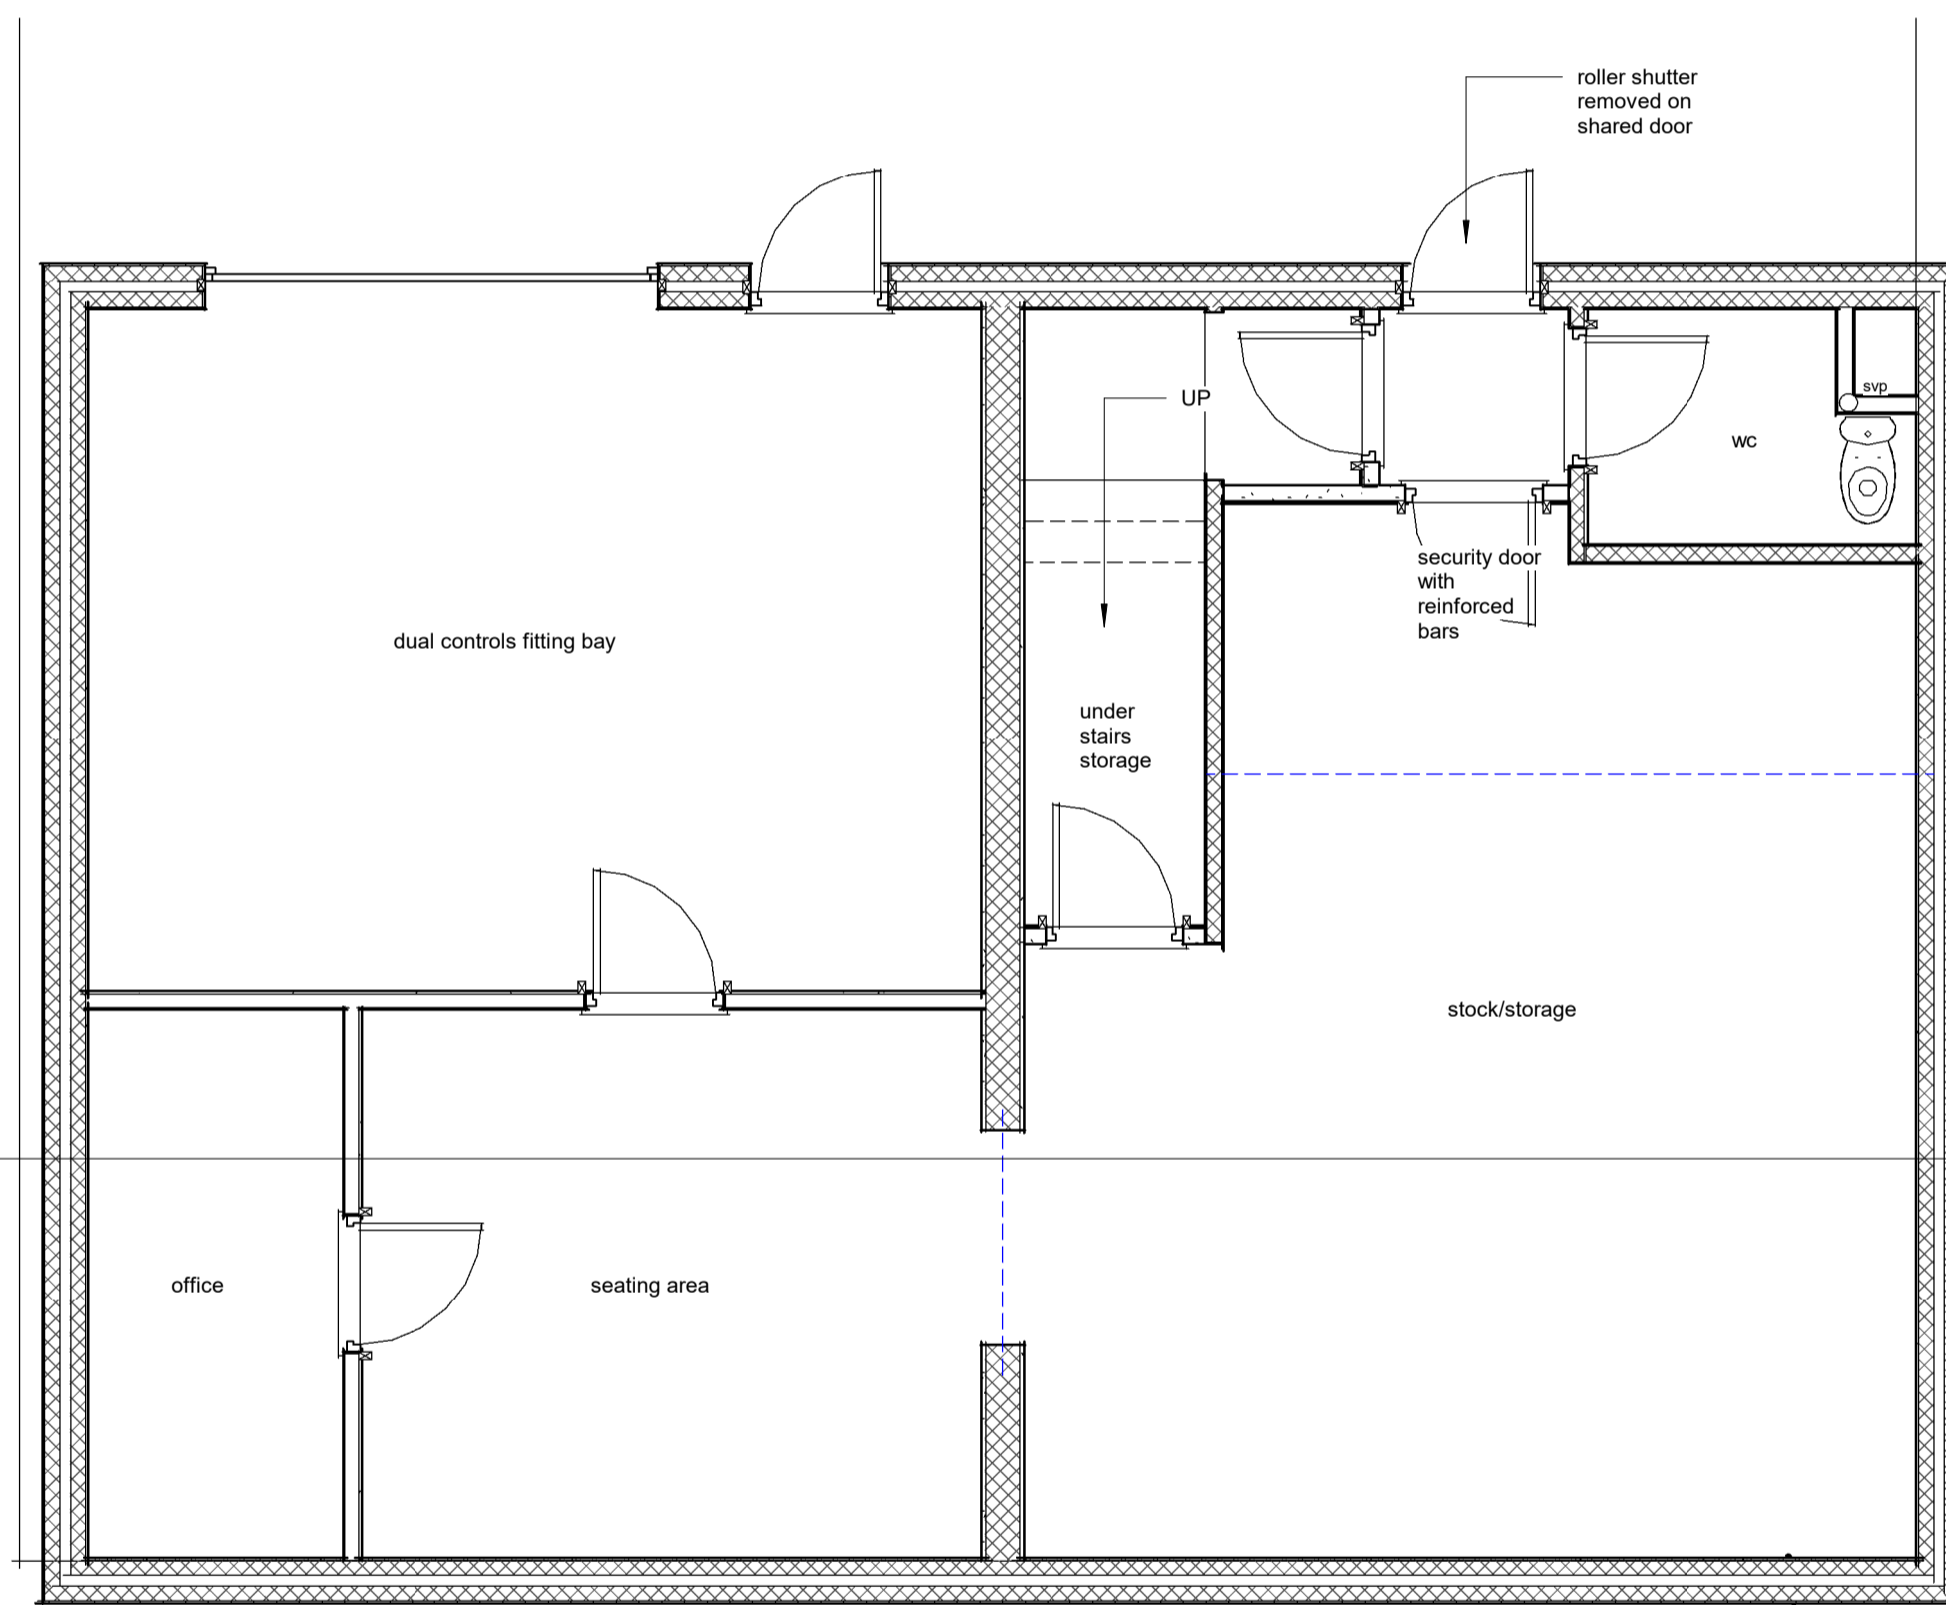 roller shutter
removed on
shared door
svp
UP
wc
security door
with
reinforced
bars
dual controls fitting bay
under
stairs
storage
stock/storage
office
seating area